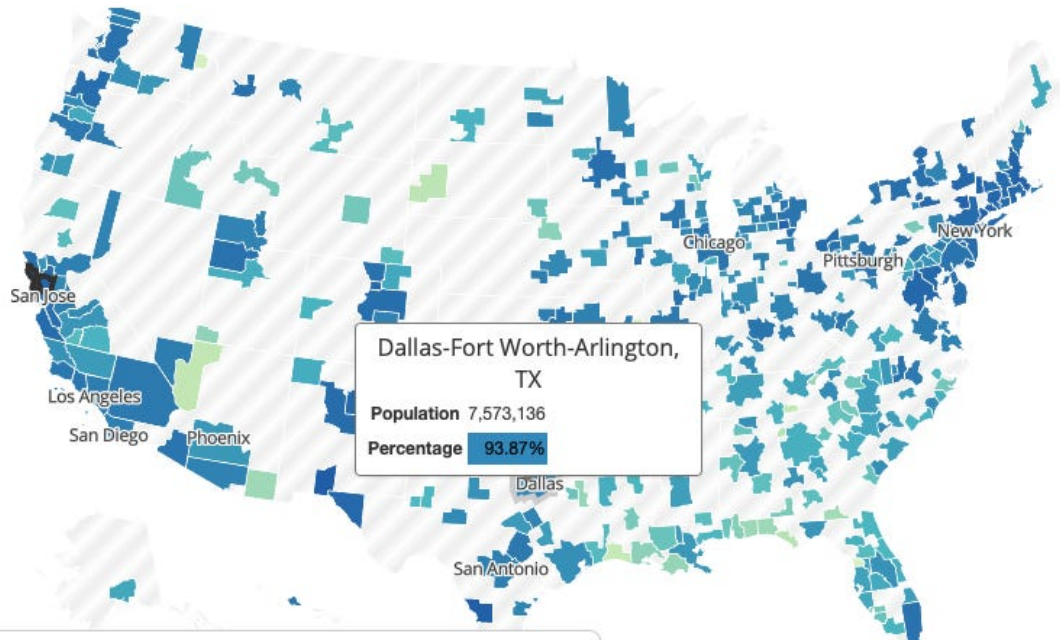 New York
Chicago
Pittsburgh
San Jose
Dallas-Fort Worth-Arlington,
TX
Population 7,573,136
Percentage 93.87%
Los Angeles
San Diego
Phoenix
Dallas
San Antonio